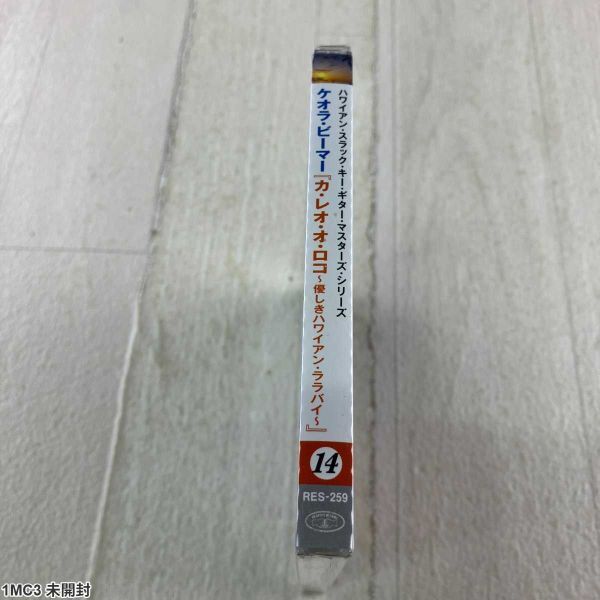 ハワイアン・スラック・キー・ギター・マスターズ・シリーズ
ケオラ・ビーマー『カ・レオ・オ・ロコ～優しきハワイアン・ララバイ～』
14
RES-259
1MC3 未開封